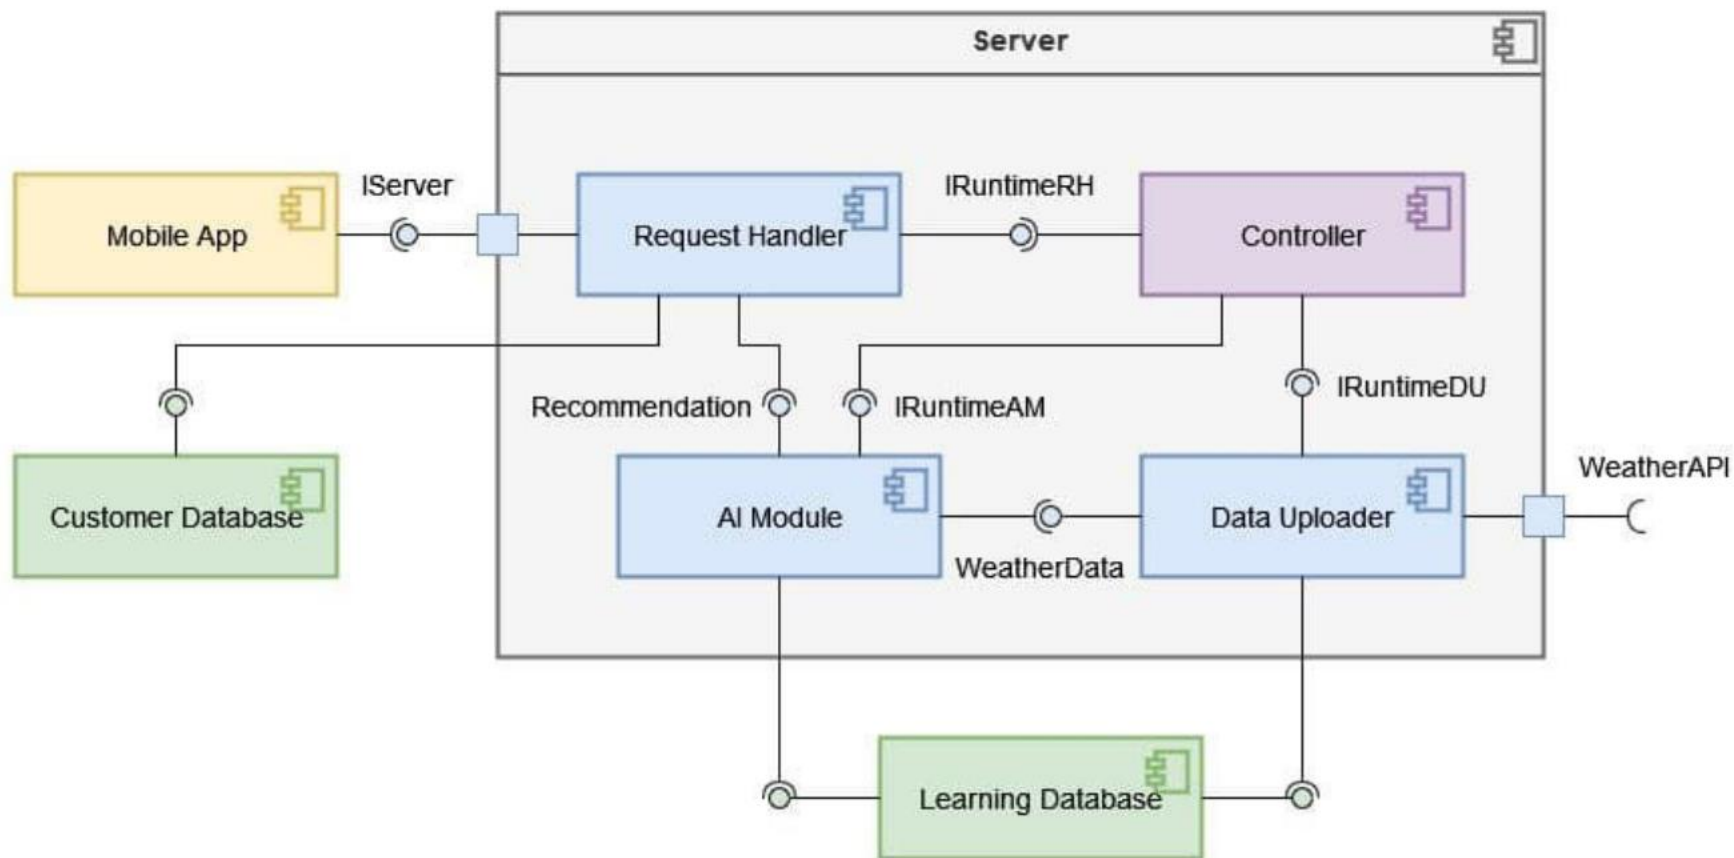 Server
IServer
IRuntimeRH
Mobile App
Request Handler
Controller
Recommendation
IRuntimeAM
IRuntimeDU
WeatherAPI
Customer Database
AI Module
Data Uploader
WeatherData
Learning Database